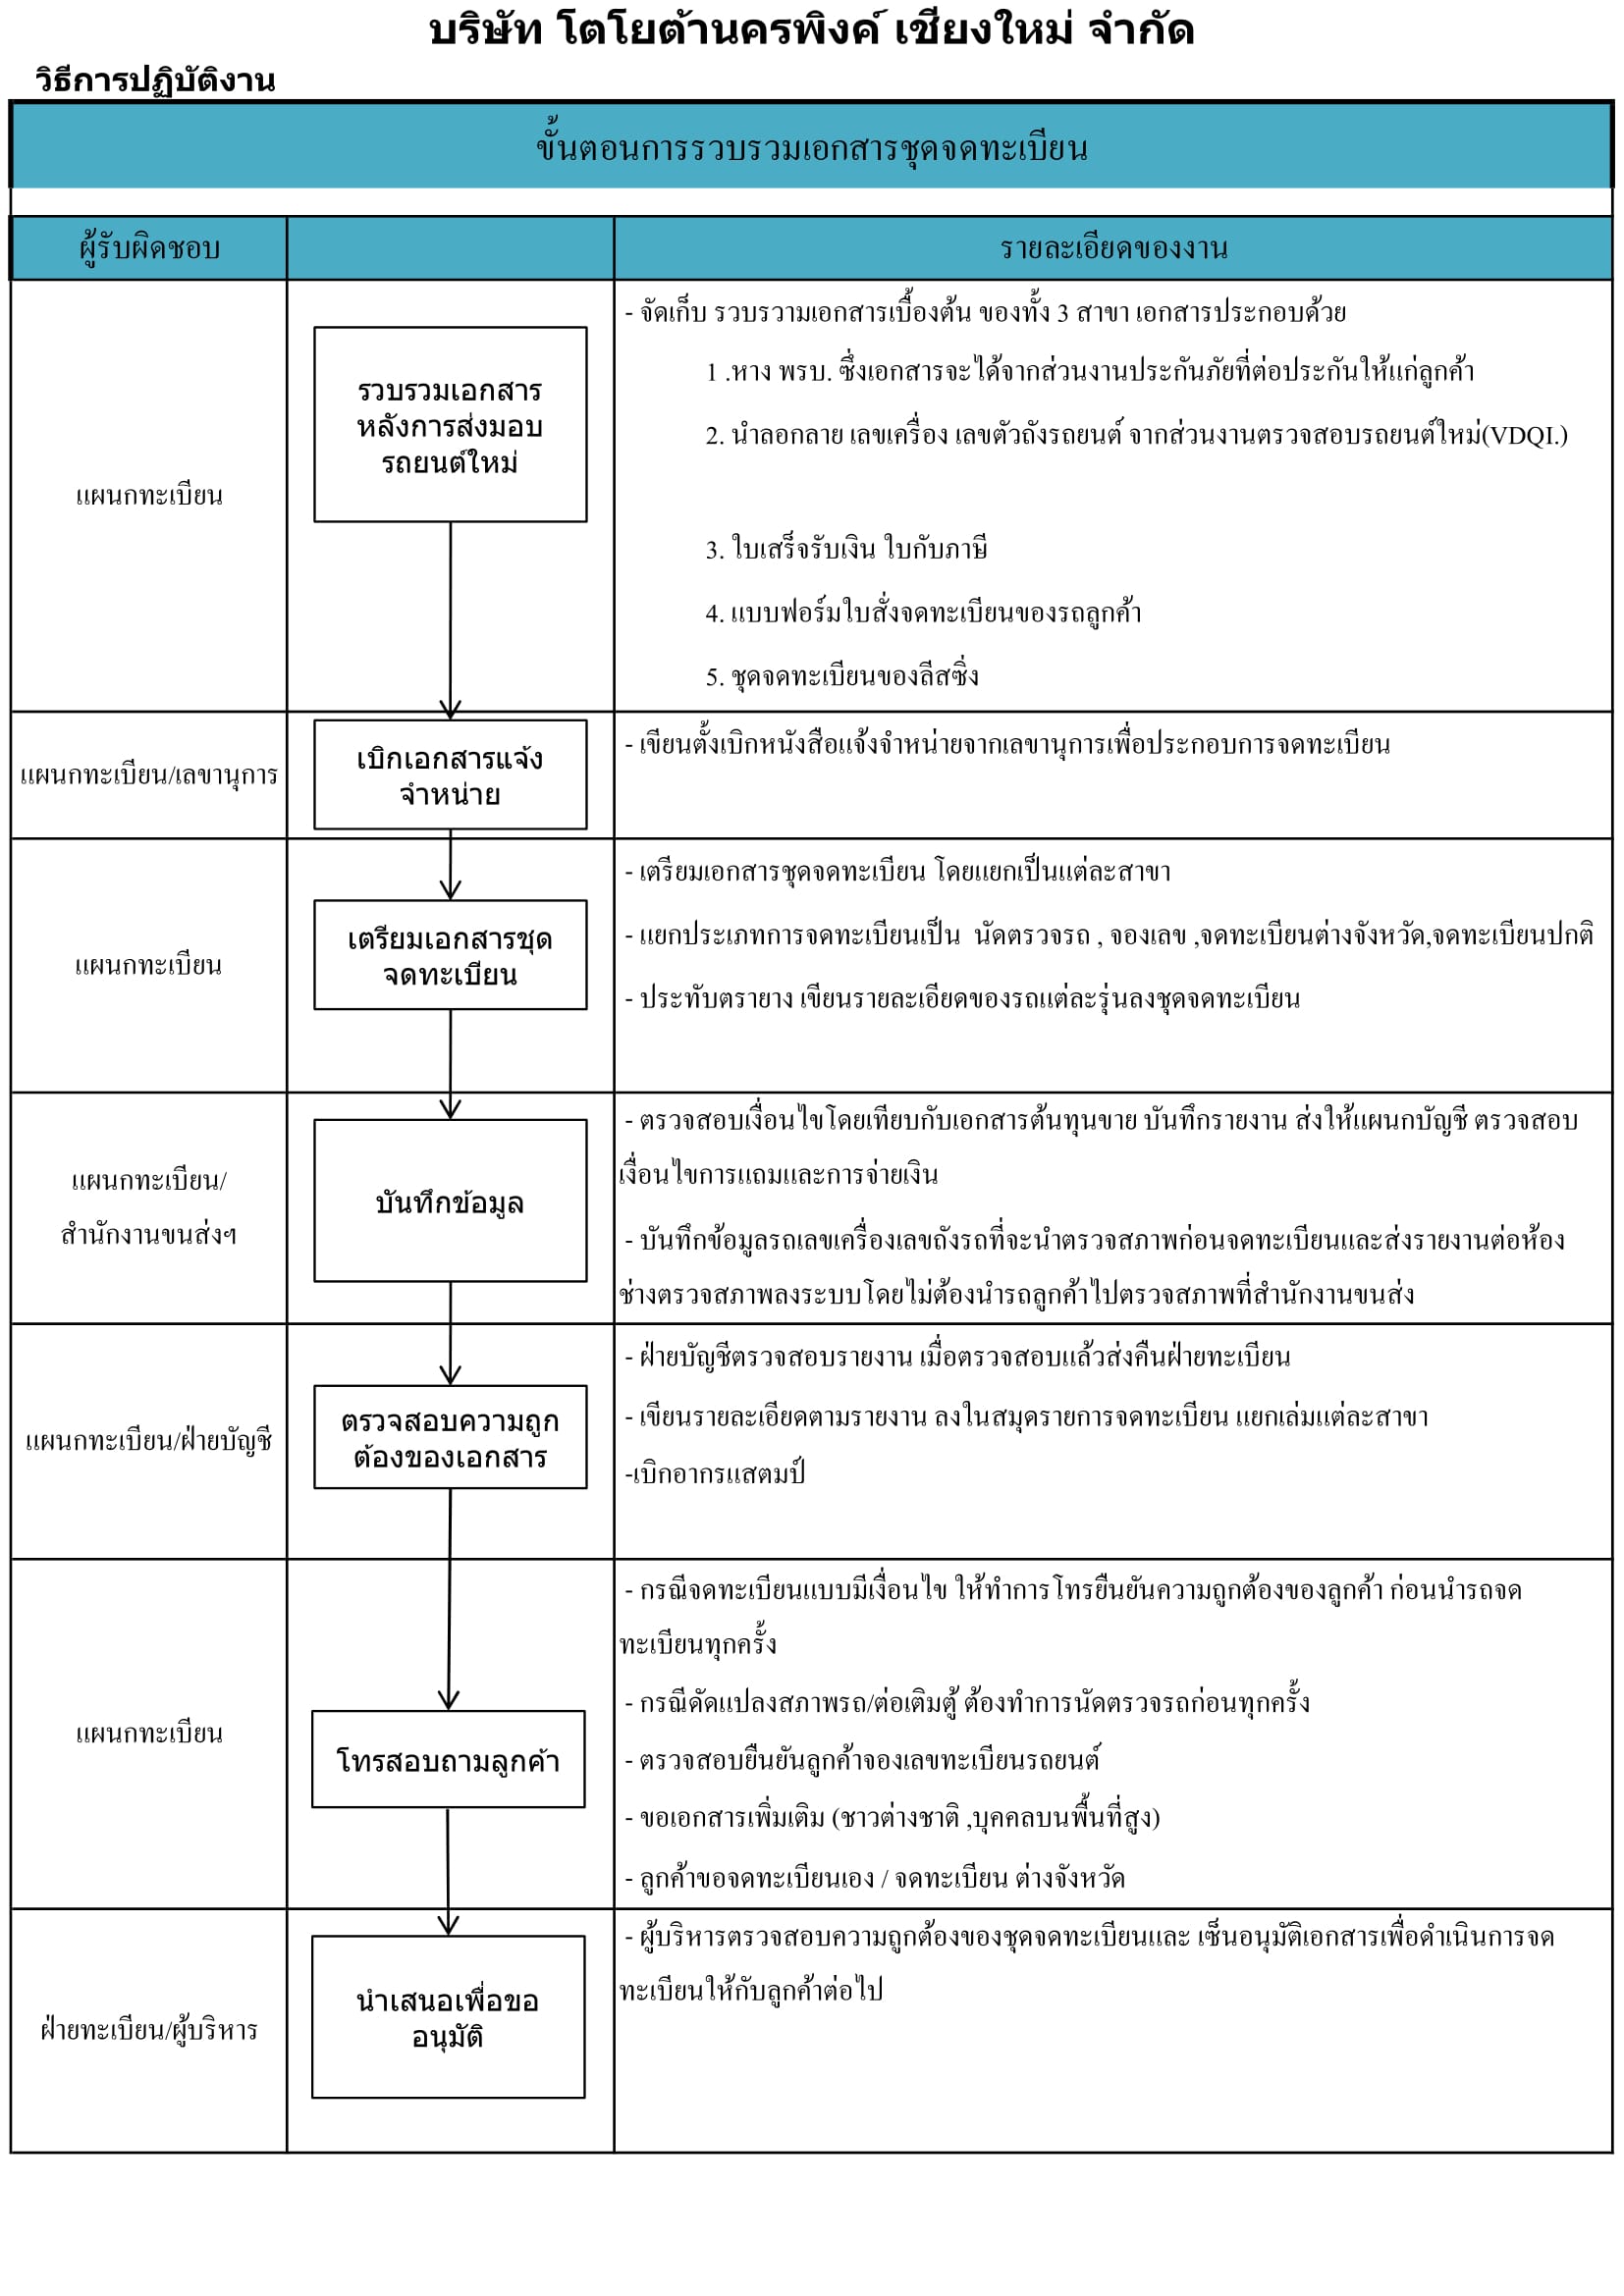 บริษัท โตโยต้านครพิงค์ เชียงใหม่ จำกัด
วิธีการปฏิบัติงาน
ขั้นตอนการรวบรวมเอกสารชุดจดทะเบียน
ผู้รับผิดชอบ
รายละเอียดของงาน
แผนกทะเบียน
รวบรวมเอกสาร
หลังการส่งมอบ
รถยนต์ใหม่
- จัดเก็บ รวบรวามเอกสารเบื้องต้น ของทั้ง 3 สาขา เอกสารประกอบด้วย
1 .หาง พรบ. ซึ่งเอกสารจะได้จากส่วนงานประกันภัยที่ต่อประกันให้แก่ลูกค้า
2. นำลอกลาย เลขเครื่อง เลขตัวถังรถยนต์ จากส่วนงานตรวจสอบรถยนต์ใหม่(VDQI.)
3. ใบเสร็จรับเงิน ใบกับภาษี
4. แบบฟอร์มใบสั่งจดทะเบียนของรถลูกค้า
5. ชุดจดทะเบียนของลีสซิ่ง
แผนกทะเบียน/เลขานุการ
เบิกเอกสารแจ้ง
จำหน่าย
- เขียนตั้งเบิกหนังสือแจ้งจำหน่ายจากเลขานุการเพื่อประกอบการจดทะเบียน
แผนกทะเบียน
เตรียมเอกสารชุด
จดทะเบียน
- เตรียมเอกสารชุดจดทะเบียน โดยแยกเป็นแต่ละสาขา
- แยกประเภทการจดทะเบียนเป็น  นัดตรวจรถ , จองเลข ,จดทะเบียนต่างจังหวัด,จดทะเบียนปกติ
- ประทับตรายาง เขียนรายละเอียดของรถแต่ละรุ่นลงชุดจดทะเบียน
แผนกทะเบียน/
สำนักงานขนส่งฯ
บันทึกข้อมูล
- ตรวจสอบเงื่อนไขโดยเทียบกับเอกสารต้นทุนขาย บันทึกรายงาน ส่งให้แผนกบัญชี ตรวจสอบ
เงื่อนไขการแถมและการจ่ายเงิน
- บันทึกข้อมูลรถเลขเครื่องเลขถังรถที่จะนำตรวจสภาพก่อนจดทะเบียนและส่งรายงานต่อห้อง
ช่างตรวจสภาพลงระบบโดยไม่ต้องนำรถลูกค้าไปตรวจสภาพที่สำนักงานขนส่ง
แผนกทะเบียน/ฝ่ายบัญชี
ตรวจสอบความถูก
ต้องของเอกสาร
- ฝ่ายบัญชีตรวจสอบรายงาน เมื่อตรวจสอบแล้วส่งคืนฝ่ายทะเบียน
- เขียนรายละเอียดตามรายงาน ลงในสมุดรายการจดทะเบียน แยกเล่มแต่ละสาขา
-เบิกอากรแสตมป์
แผนกทะเบียน
โทรสอบถามลูกค้า
- กรณีจดทะเบียนแบบมีเงื่อนไข ให้ทำการโทรยืนยันความถูกต้องของลูกค้า ก่อนนำรถจด
ทะเบียนทุกครั้ง
- กรณีดัดแปลงสภาพรถ/ต่อเติมตู้ ต้องทำการนัดตรวจรถก่อนทุกครั้ง
- ตรวจสอบยืนยันลูกค้าจองเลขทะเบียนรถยนต์
- ขอเอกสารเพิ่มเติม (ชาวต่างชาติ ,บุคคลบนพื้นที่สูง)
- ลูกค้าขอจดทะเบียนเอง / จดทะเบียน ต่างจังหวัด
ฝ่ายทะเบียน/ผู้บริหาร
นำเสนอเพื่อขอ
อนุมัติ
- ผู้บริหารตรวจสอบความถูกต้องของชุดจดทะเบียนและ เซ็นอนุมัติเอกสารเพื่อดำเนินการจด
ทะเบียนให้กับลูกค้าต่อไป